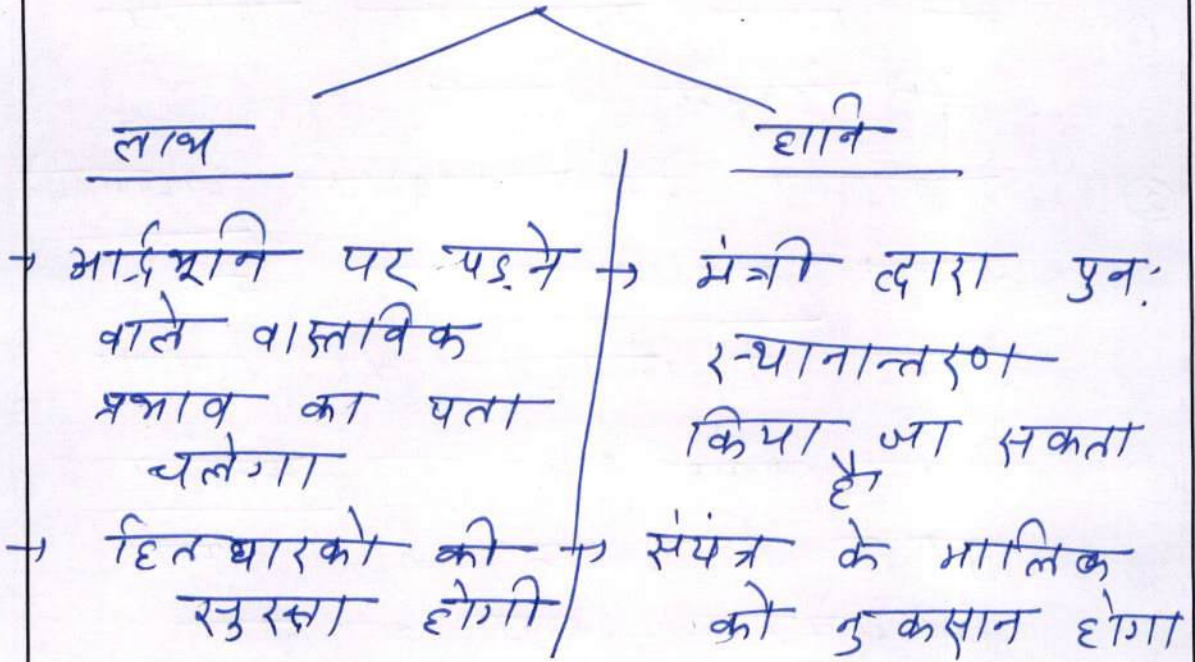 लाभ
→ आर्द्रभूमि पर पड़ने
वाले वास्तविक
प्रभाव का पता
चलेगा
→ हितधारको की
सुरक्षा होगी
हानि
→ मंत्री द्वारा पुनः
स्थानान्तरण
किया जा सकता
है
→ संयंत्र के मालिक
को नुकसान होगा